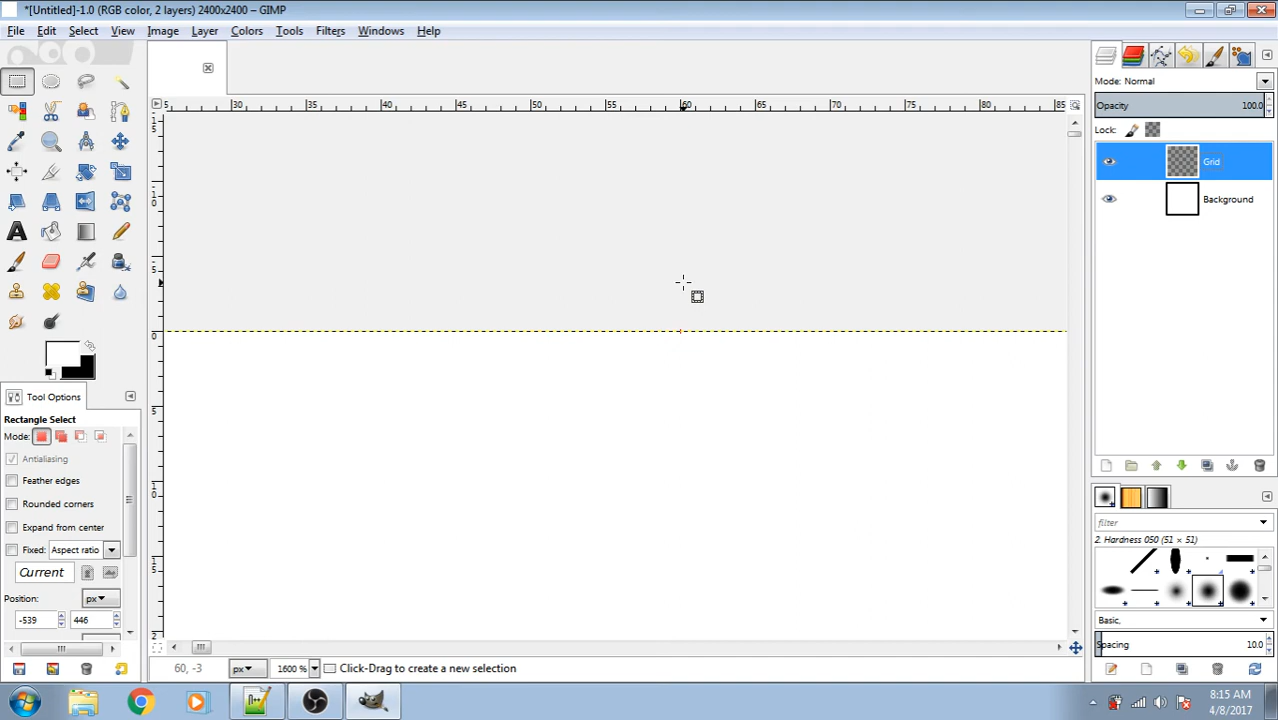 *[Untitled]-1.0 (RGB color, 2 layers) 2400x2400 – GIMP
File Edit Select View Image Layer Colors Tools Filters Windows Help
30 35 40 45 50 55 60 65 70 75 80 85
Mode: Normal
Opacity 100.0
Lock:
Grid
Background
Tool Options
Rectangle Select
Mode:
Antialiasing
Feather edges
Rounded corners
Expand from center
Fixed: Aspect ratio
Current
Position:
px
-539 446
filter
2. Hardness 050 (51 × 51)
Basic,
Spacing 10.0
60, -3 px 1600 % Click-Drag to create a new selection
8:15 AM
4/8/2017